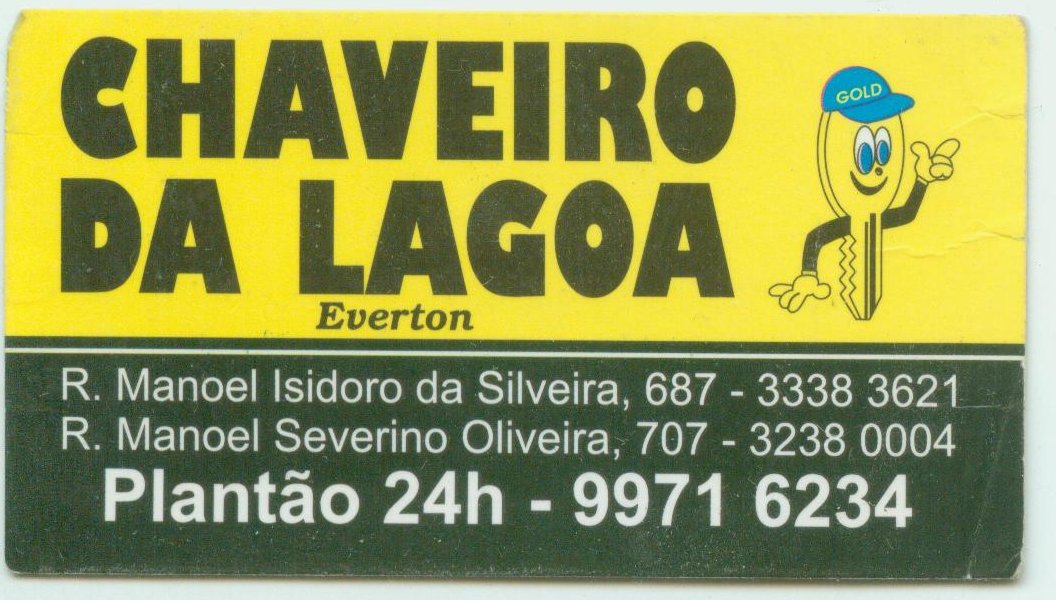 CHAVEIRO
DA LAGOA
Everton
GOLD
R. Manoel Isidoro da Silveira, 687 - 3338 3621
R. Manoel Severino Oliveira, 707 - 3238 0004
Plantão 24h - 9971 6234